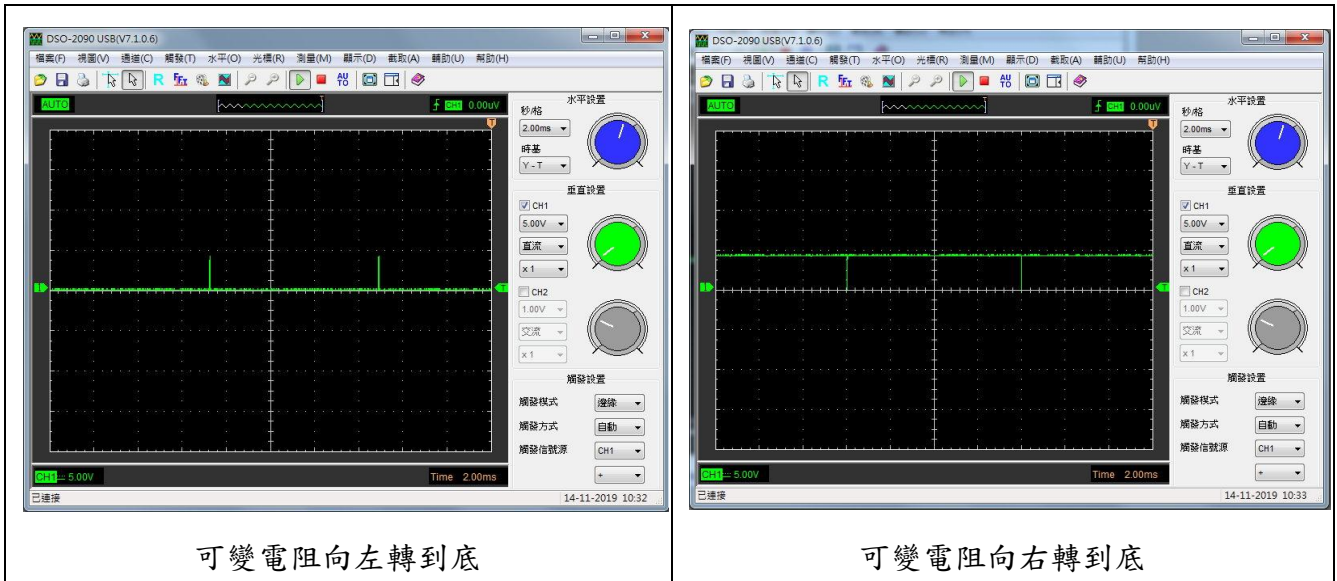 DSO-2090 USB(V7.1.0.6)
檔案(F) 視圖(V) 通道(C) 觸發(T) 水平(O) 光標(R) 測量(M) 顯示(D) 截取(A) 輔助(U) 幫助(H)
R FFT AUTO
AUTO T CH1 0.00uV
T
1 T
CH1 5.00V Time 2.00ms
水平設置
秒/格
2.00ms
時基
Y - T
垂直設置
CH1
5.00V
直流
x 1
CH2
1.00V
交流
x 1
觸發設置
觸發模式 邊緣
觸發方式 自動
觸發信號源 CH1
+
已連接 14-11-2019 10:32
可變電阻向左轉到底
DSO-2090 USB(V7.1.0.6)
檔案(F) 視圖(V) 通道(C) 觸發(T) 水平(O) 光標(R) 測量(M) 顯示(D) 截取(A) 輔助(U) 幫助(H)
R FFT AUTO
AUTO T CH1 0.00uV
T
1 T
CH1 5.00V Time 2.00ms
水平設置
秒/格
2.00ms
時基
Y - T
垂直設置
CH1
5.00V
直流
x 1
CH2
1.00V
交流
x 1
觸發設置
觸發模式 邊緣
觸發方式 自動
觸發信號源 CH1
+
已連接 14-11-2019 10:33
可變電阻向右轉到底